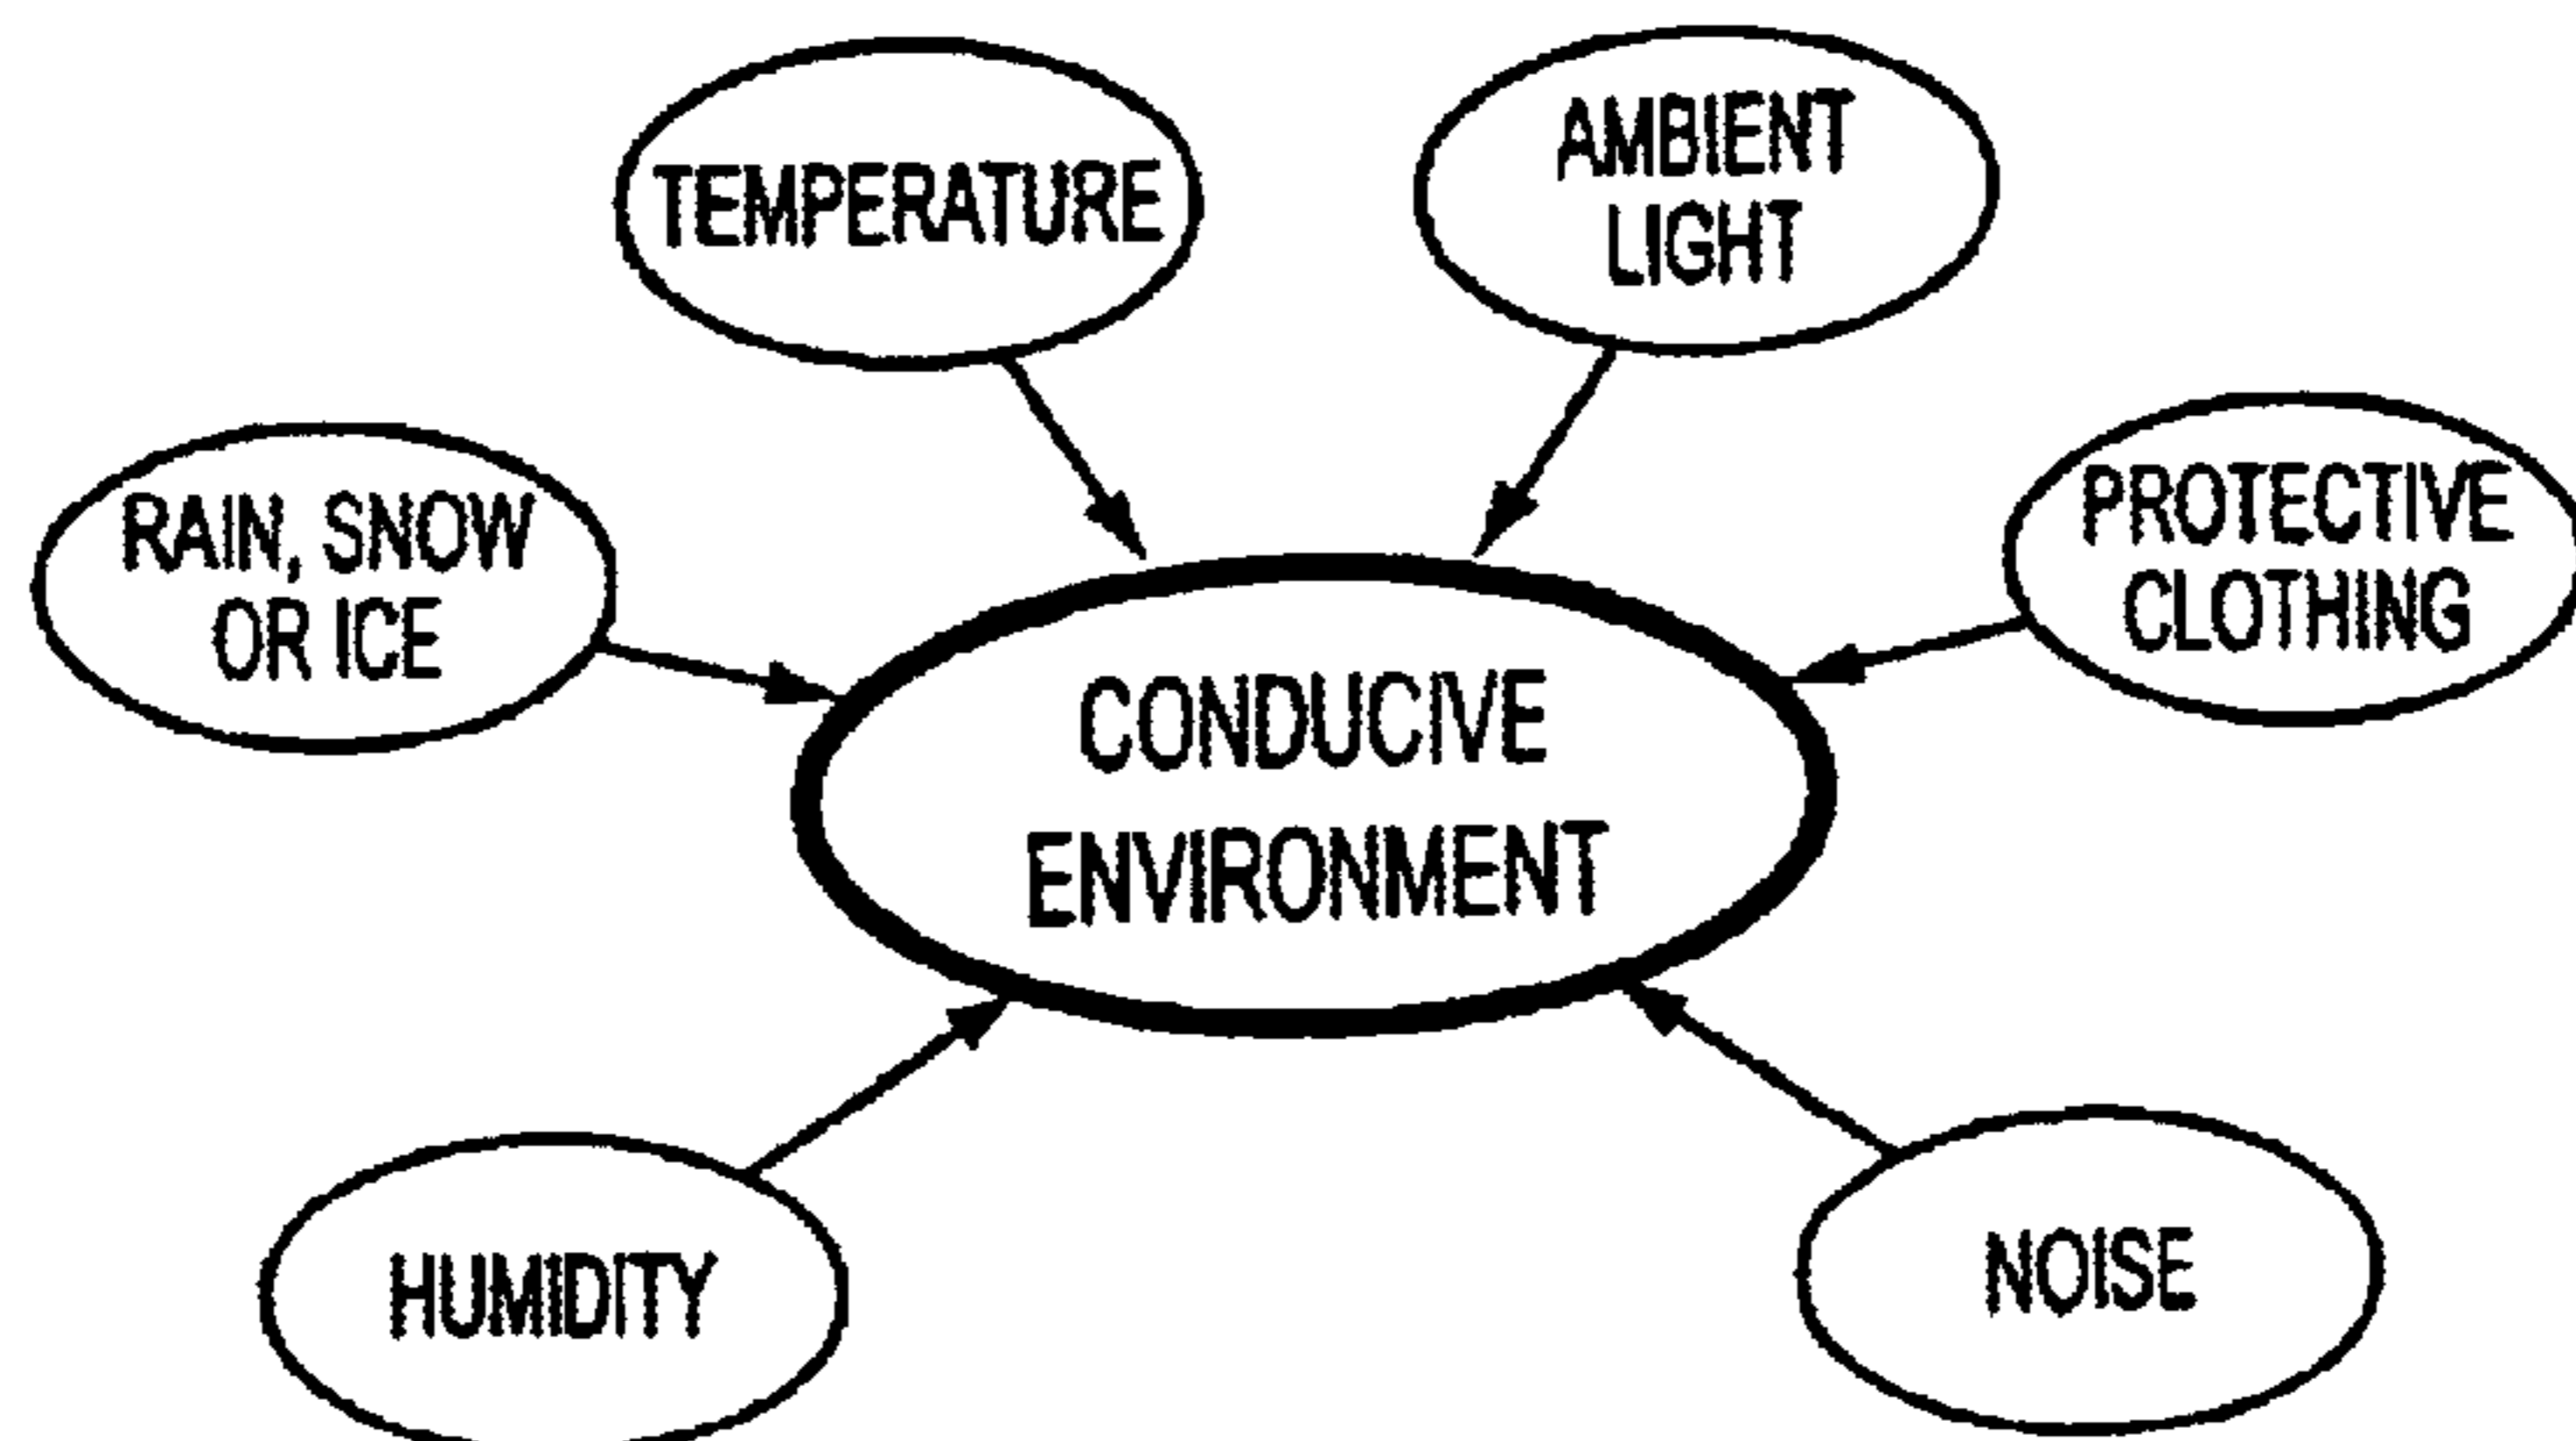 TEMPERATURE
AMBIENT
LIGHT
RAIN, SNOW
OR ICE
PROTECTIVE
CLOTHING
CONDUCIVE
ENVIRONMENT
HUMIDITY
NOISE